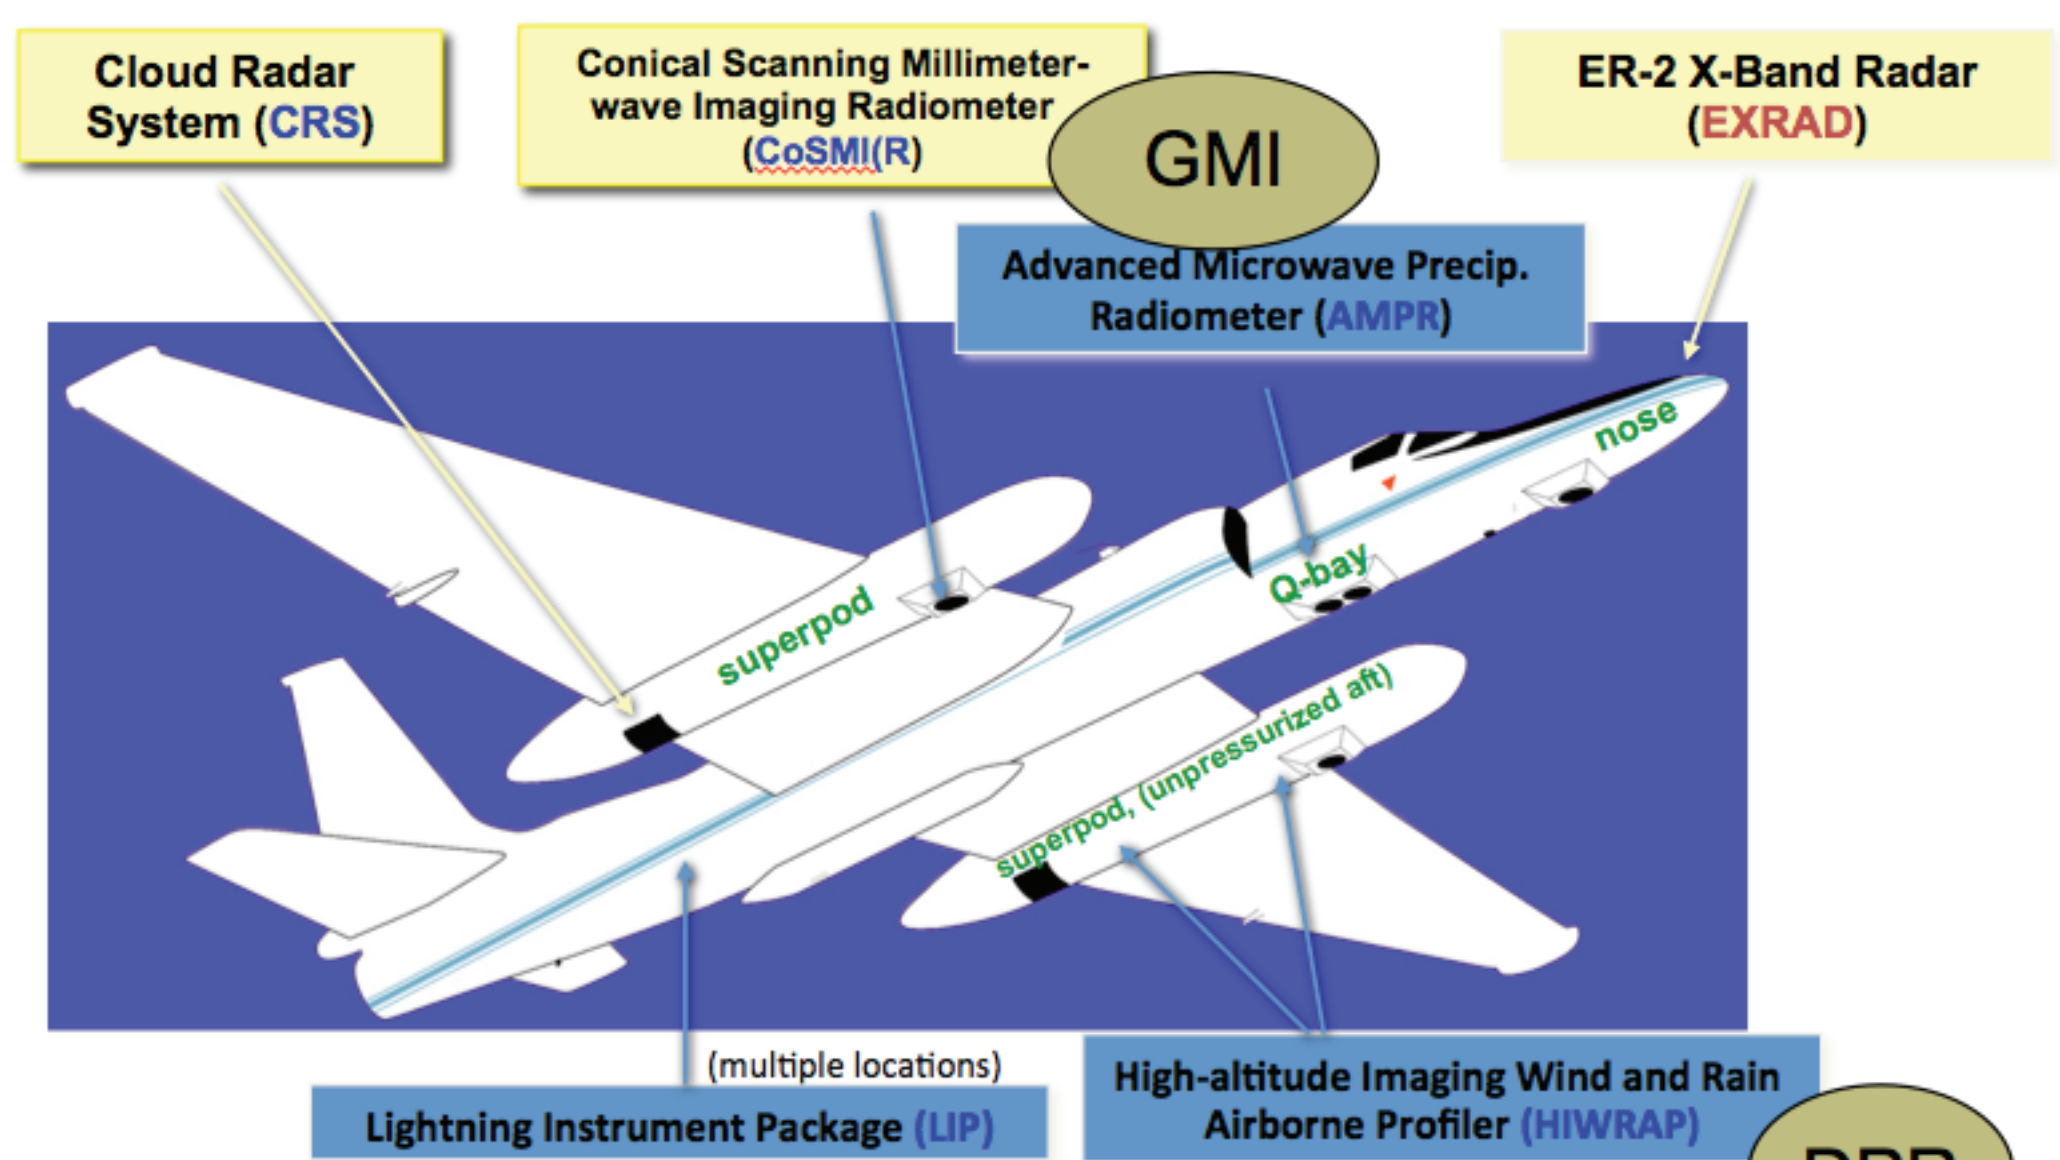 Cloud Radar
System (CRS)
Conical Scanning Millimeter-
wave Imaging Radiometer
(CoSMI(R)
GMI
ER-2 X-Band Radar
(EXRAD)
Advanced Microwave Precip.
Radiometer (AMPR)
nose
Q-bay
superpod
superpod, (unpressurized aft)
(multiple locations)
Lightning Instrument Package (LIP)
High-altitude Imaging Wind and Rain
Airborne Profiler (HIWRAP)